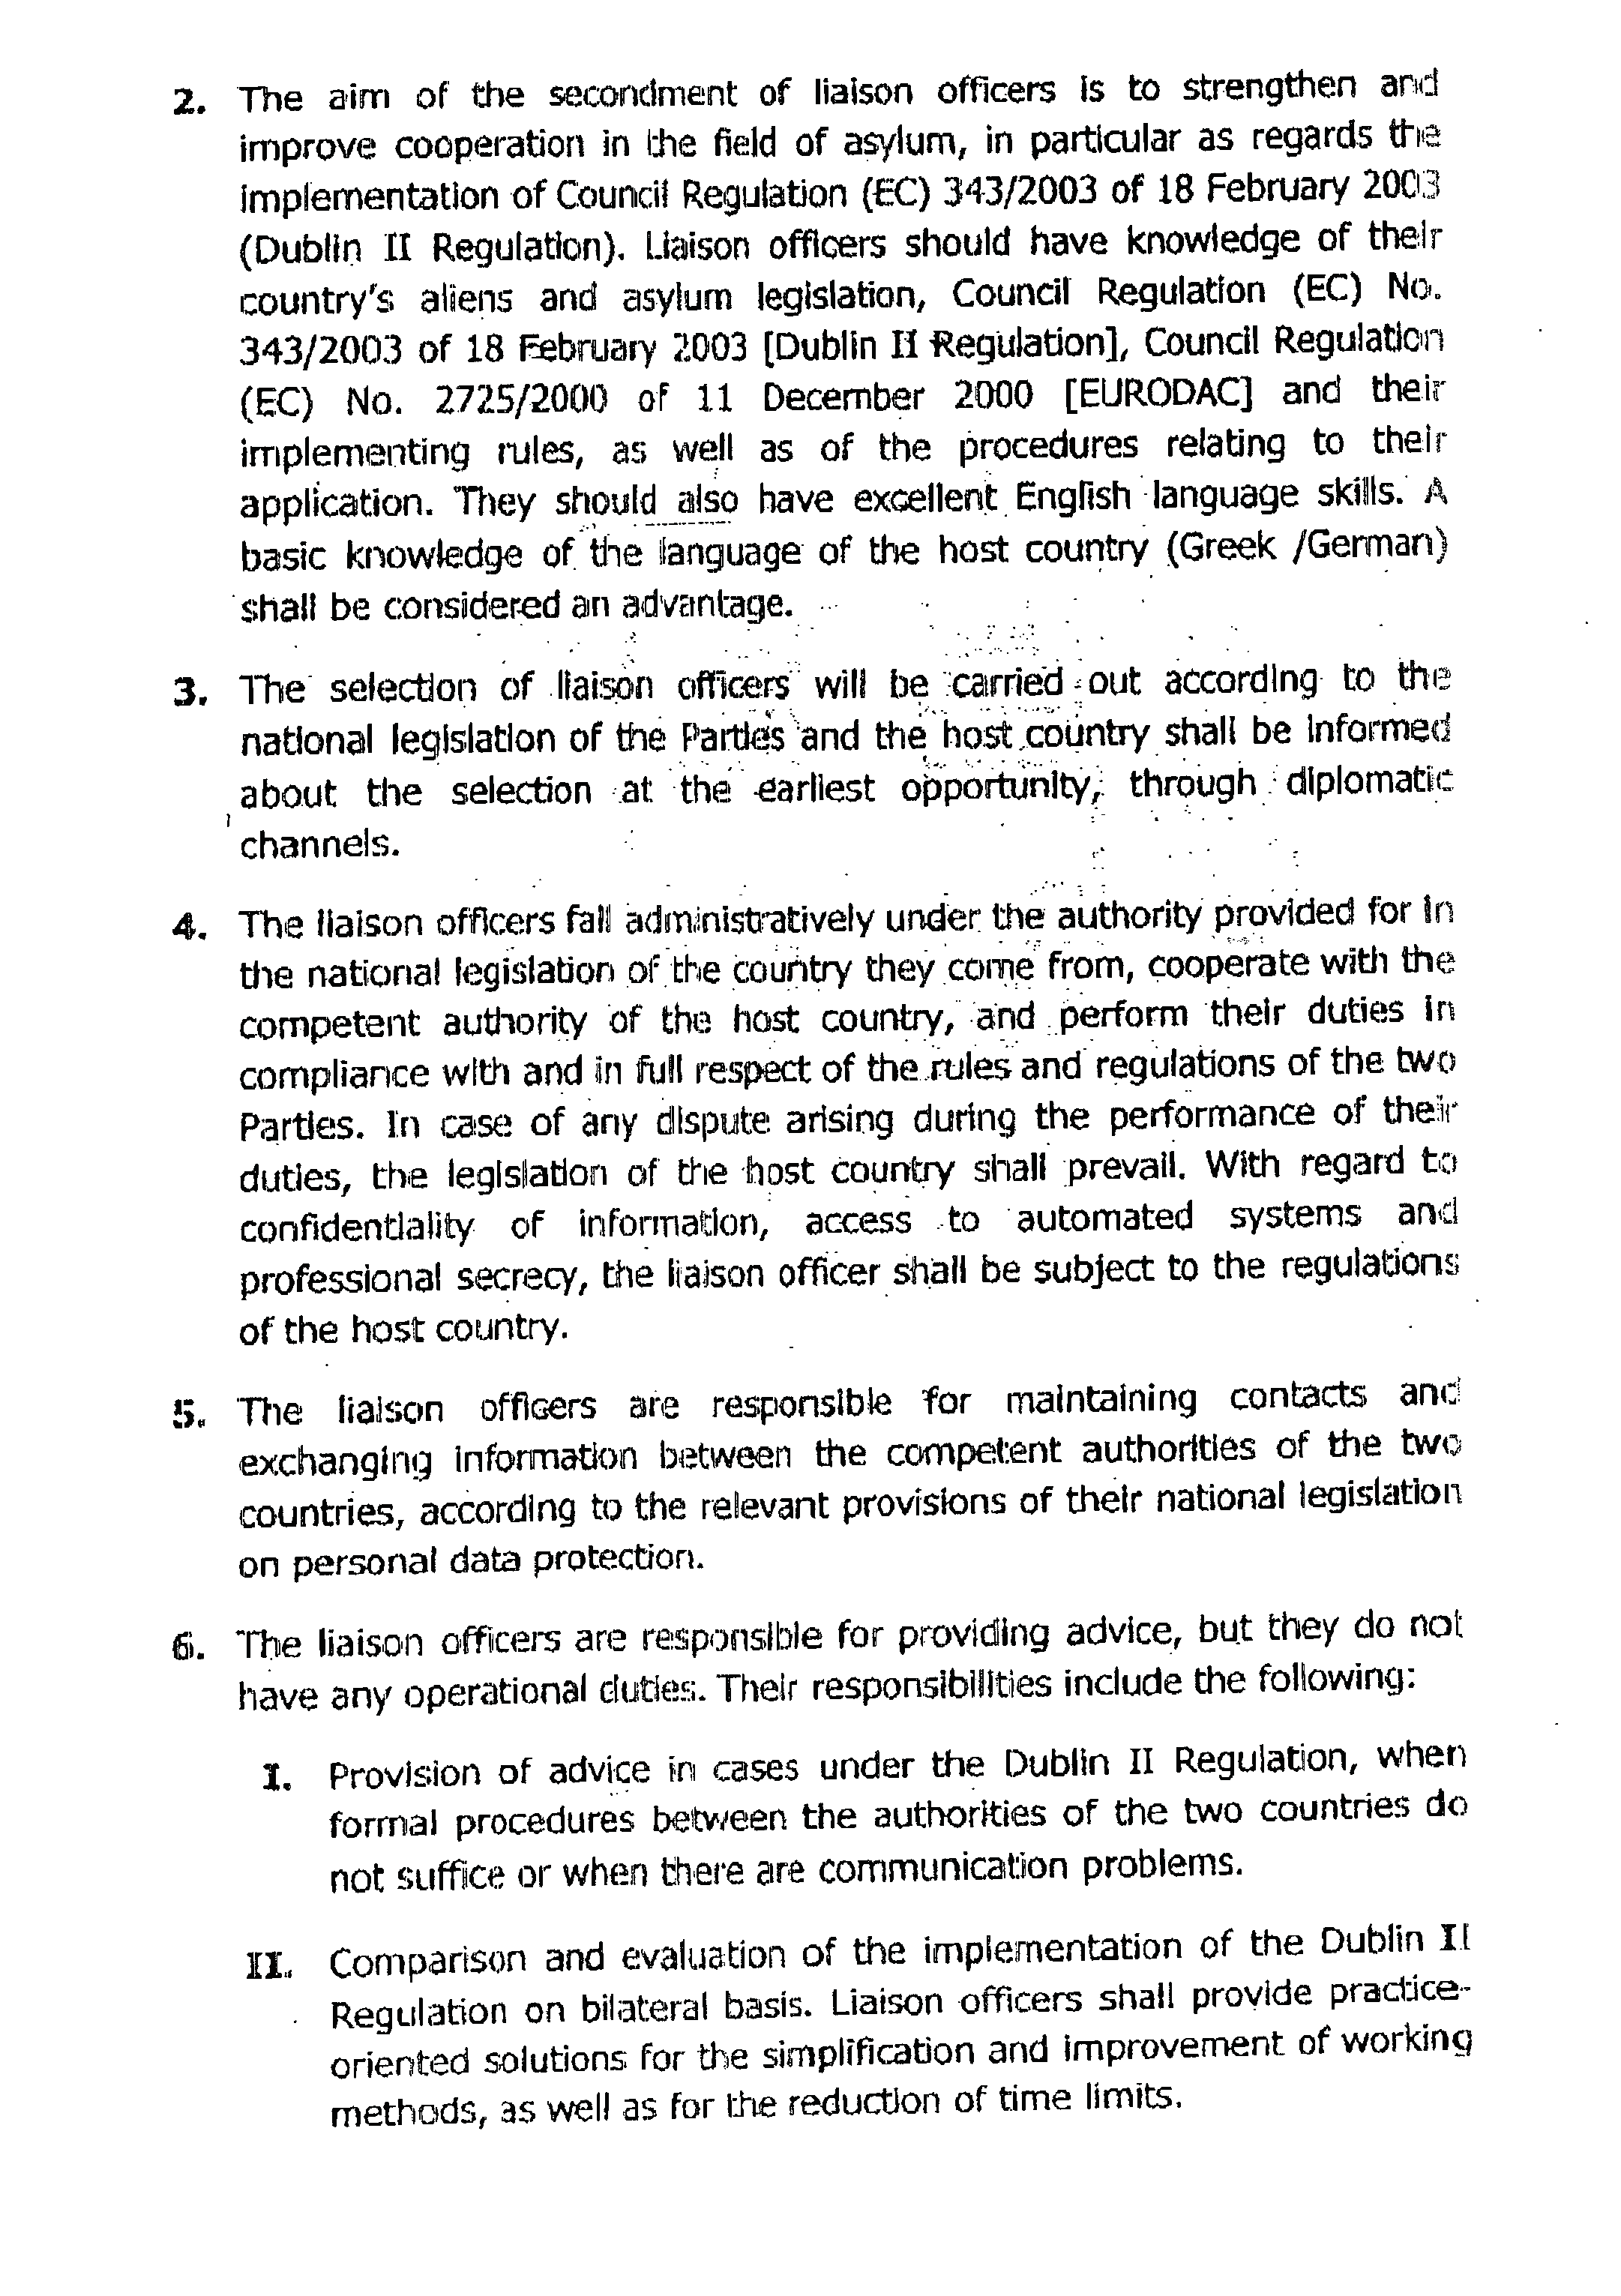 2. The aim of the secondment of liaison officers is to strengthen and
improve cooperation in the field of asylum, in particular as regards the
implementation of Council Regulation (EC) 343/2003 of 18 February 2003
(Dublin II Regulation). Liaison officers should have knowledge of their
country's aliens and asylum legislation, Council Regulation (EC) No.
343/2003 of 18 February 2003 [Dublin II Regulation], Council Regulation
(EC) No. 2725/2000 of 11 December 2000 [EURODAC] and their
implementing rules, as well as of the procedures relating to their
application. They should also have excellent English language skills. A
basic knowledge of the language of the host country (Greek /German)
shall be considered an advantage.
3. The selection of liaison officers will be carried out according to the
national legislation of the Parties and the host country shall be informed
about the selection at the earliest opportunity, through diplomatic
channels.
4. The liaison officers fall administratively under the authority provided for in
the national legislation of the country they come from, cooperate with the
competent authority of the host country, and perform their duties in
compliance with and in full respect of the rules and regulations of the two
Parties. In case of any dispute arising during the performance of their
duties, the legislation of the host country shall prevail. With regard to
confidentiality of information, access to automated systems and
professional secrecy, the liaison officer shall be subject to the regulations
of the host country.
5. The liaison officers are responsible for maintaining contacts and
exchanging information between the competent authorities of the two
countries, according to the relevant provisions of their national legislation
on personal data protection.
6. The liaison officers are responsible for providing advice, but they do not
have any operational duties. Their responsibilities include the following:
I. Provision of advice in cases under the Dublin II Regulation, when
formal procedures between the authorities of the two countries do
not suffice or when there are communication problems.
II. Comparison and evaluation of the implementation of the Dublin II
Regulation on bilateral basis. Liaison officers shall provide practice-
oriented solutions for the simplification and improvement of working
methods, as well as for the reduction of time limits.